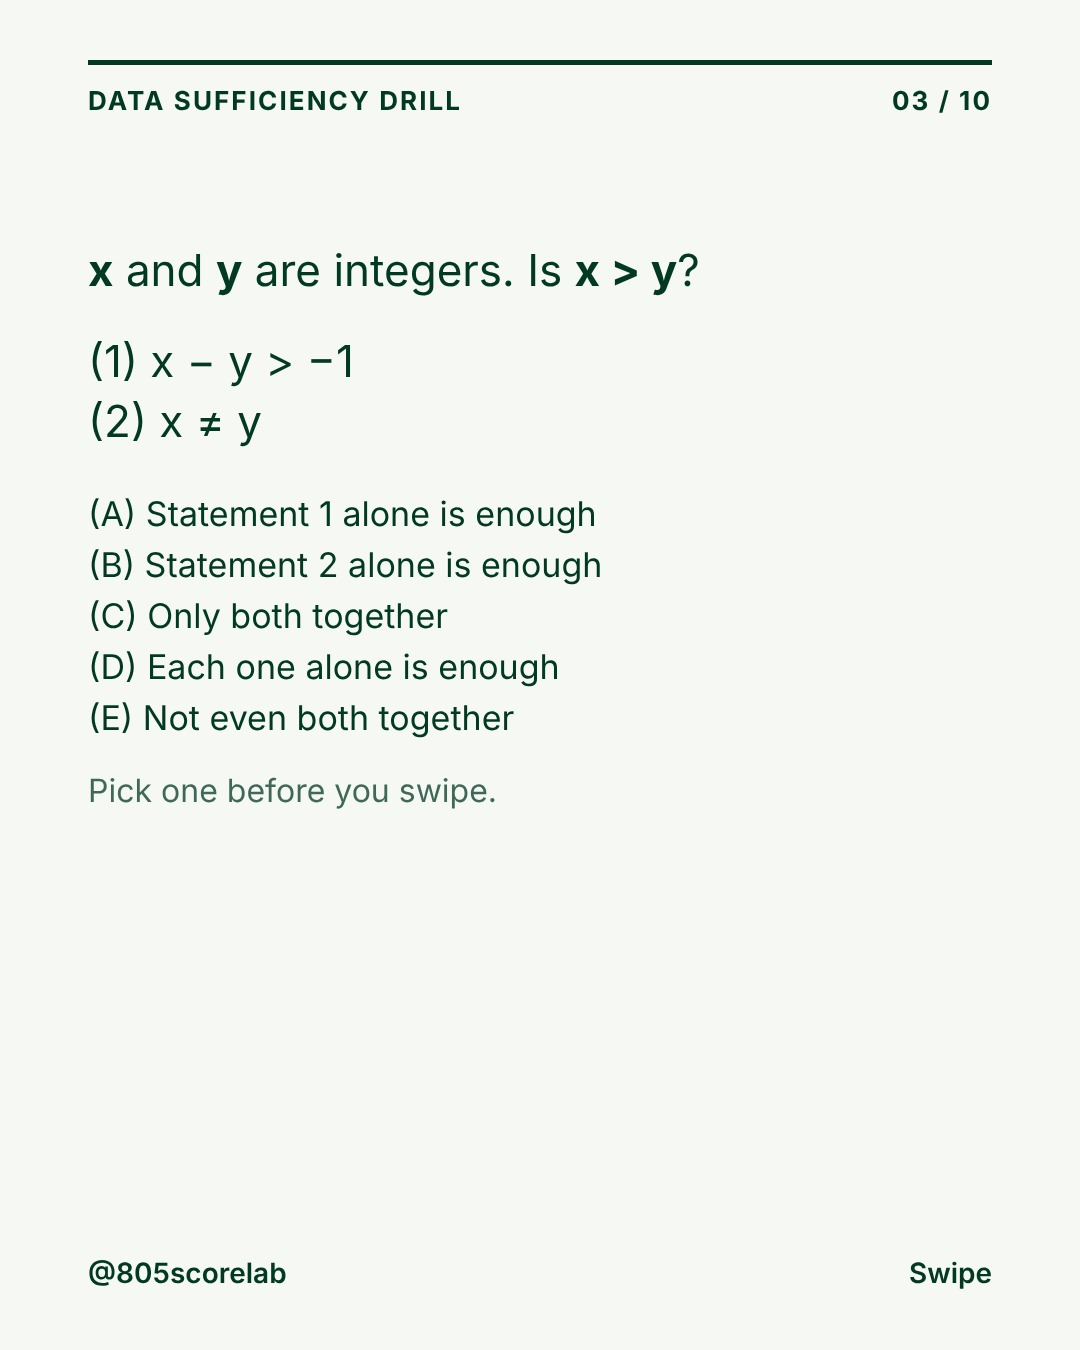 DATA SUFFICIENCY DRILL
03 / 10
x and y are integers. Is x > y?
(1) x − y > −1
(2) x ≠ y
(A) Statement 1 alone is enough
(B) Statement 2 alone is enough
(C) Only both together
(D) Each one alone is enough
(E) Not even both together
Pick one before you swipe.
@805scorelab
Swipe